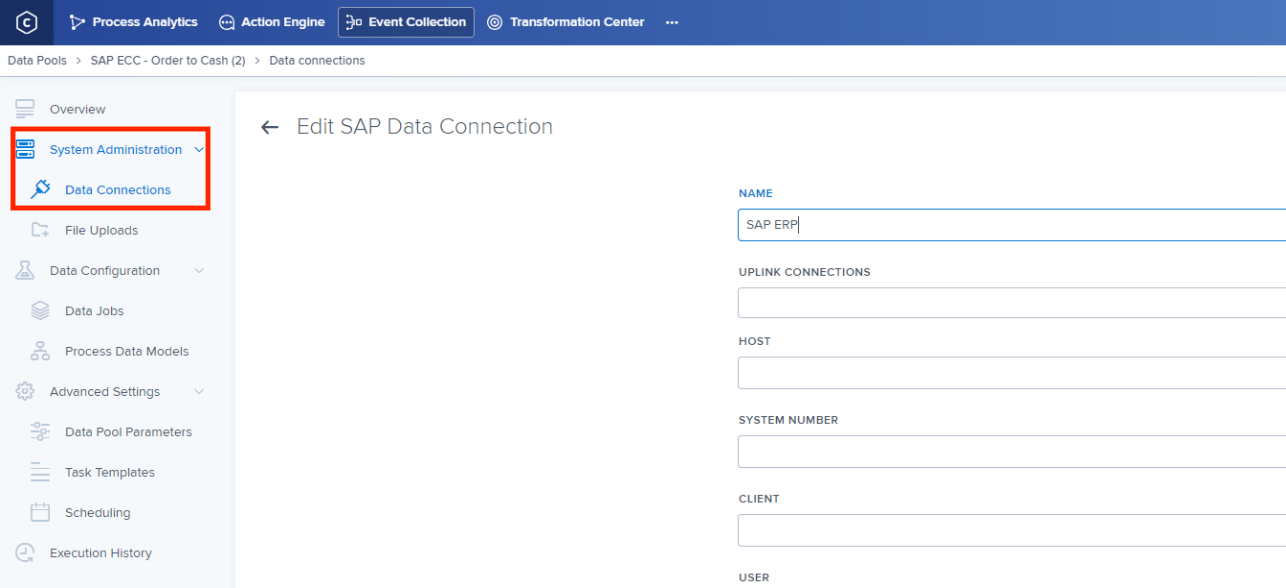 Process Analytics Action Engine Event Collection Transformation Center ...
Data Pools > SAP ECC - Order to Cash (2) > Data connections
Overview
System Administration
Data Connections
File Uploads
Data Configuration
Data Jobs
Process Data Models
Advanced Settings
Data Pool Parameters
Task Templates
Scheduling
Execution History
Edit SAP Data Connection
NAME
SAP ERP
UPLINK CONNECTIONS
HOST
SYSTEM NUMBER
CLIENT
USER